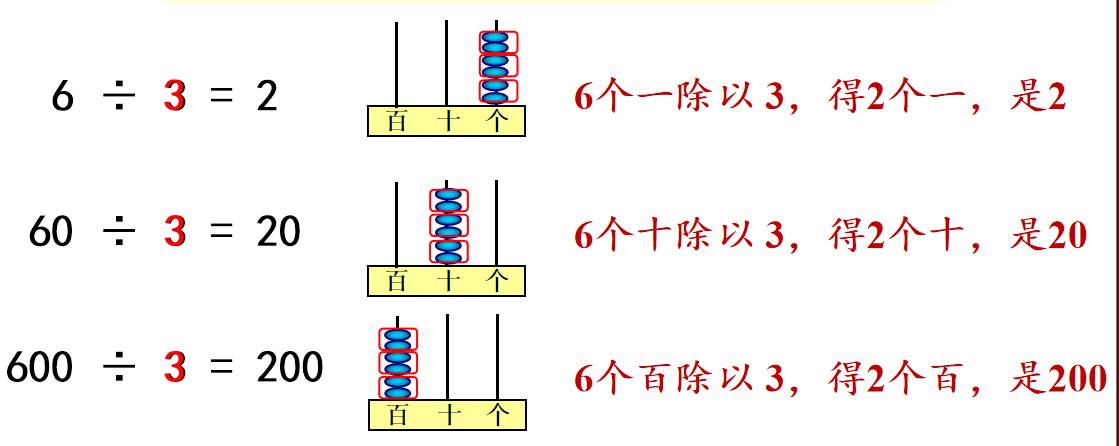 6 ÷ 3 = 2
百 十 个
6个一除以3，得2个一，是2
60 ÷ 3 = 20
百 十 个
6个十除以3，得2个十，是20
600 ÷ 3 = 200
百 十 个
6个百除以3，得2个百，是200